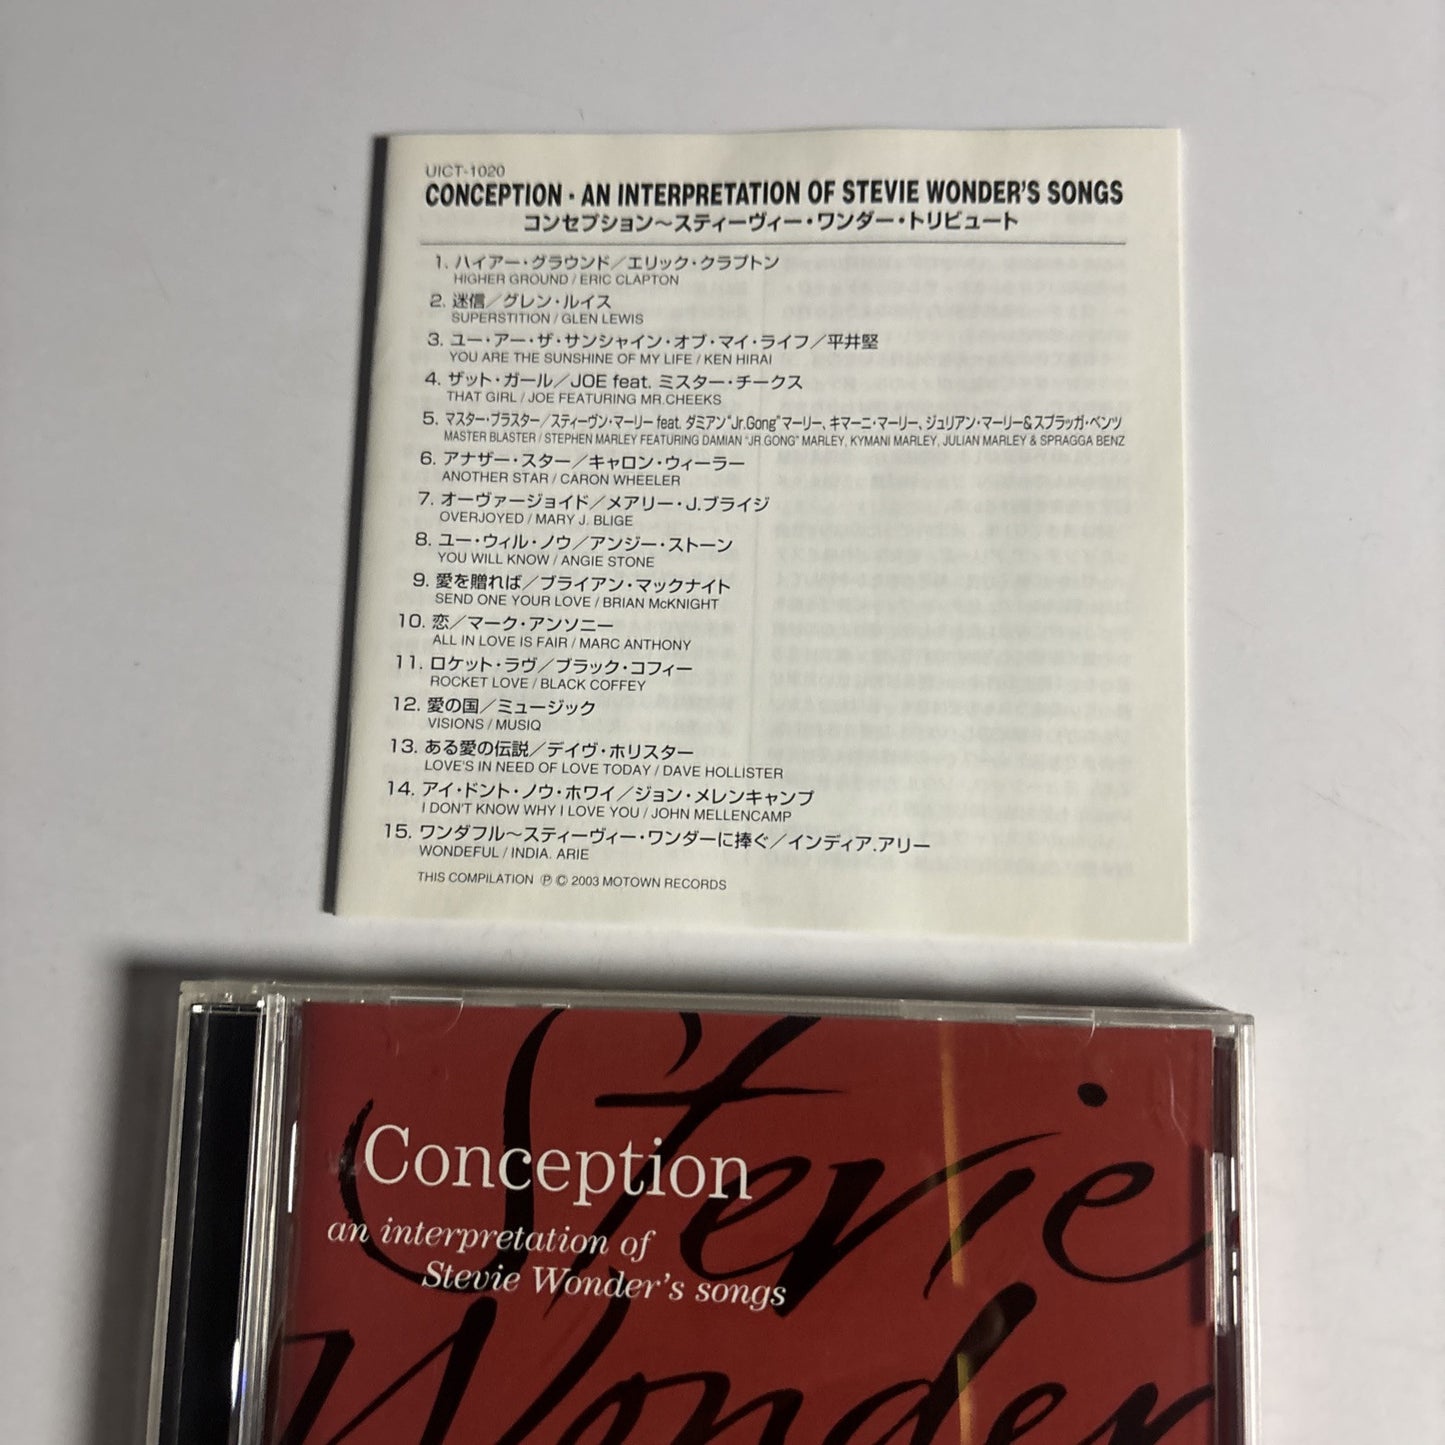 UICT-1020
CONCEPTION・AN INTERPRETATION OF STEVIE WONDER'S SONGS
コンセプション～スティーヴィー・ワンダー・トリビュート
1. ハイアー・グラウンド／エリック・クラプトン
HIGHER GROUND / ERIC CLAPTON
2. 迷信／グレン・ルイス
SUPERSTITION / GLEN LEWIS
3. ユー・アー・ザ・サンシャイン・オブ・マイ・ライフ／平井堅
YOU ARE THE SUNSHINE OF MY LIFE / KEN HIRAI
4. ザット・ガール／JOE feat. ミスター・チークス
THAT GIRL / JOE FEATURING MR.CHEEKS
5. マスター・ブラスター／スティーヴン・マーリー feat. ダミアン"Jr.Gong"マーリー、キマーニ・マーリー、ジュリアン・マーリー&スプラッガ・ベンツ
MASTER BLASTER / STEPHEN MARLEY FEATURING DAMIAN "JR.GONG" MARLEY, KYMANI MARLEY, JULIAN MARLEY & SPRAGGA BENZ
6. アナザー・スター／キャロン・ウィーラー
ANOTHER STAR / CARON WHEELER
7. オーヴァージョイド／メアリー・J.ブライジ
OVERJOYED / MARY J. BLIGE
8. ユー・ウィル・ノウ／アンジー・ストーン
YOU WILL KNOW / ANGIE STONE
9. 愛を贈れば／ブライアン・マックナイト
SEND ONE YOUR LOVE / BRIAN McKNIGHT
10. 恋／マーク・アンソニー
ALL IN LOVE IS FAIR / MARC ANTHONY
11. ロケット・ラヴ／ブラック・コフィー
ROCKET LOVE / BLACK COFFEY
12. 愛の国／ミュージック
VISIONS / MUSIQ
13. ある愛の伝説／デイヴ・ホリスター
LOVE'S IN NEED OF LOVE TODAY / DAVE HOLLISTER
14. アイ・ドント・ノウ・ホワイ／ジョン・メレンキャンプ
I DON'T KNOW WHY I LOVE YOU / JOHN MELLENCAMP
15. ワンダフル～スティーヴィー・ワンダーに捧ぐ／インディア.アリー
WONDEFUL / INDIA. ARIE
THIS COMPILATION Ⓟ © 2003 MOTOWN RECORDS
Stevie
Conception
an interpretation of
Stevie Wonder's songs
Wonder